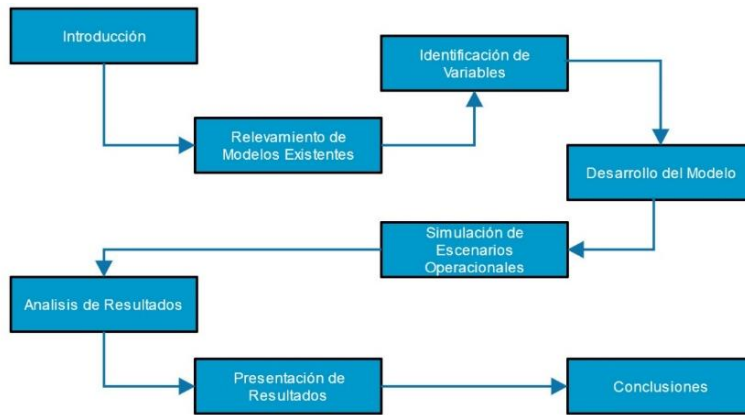 Introducción
Identificación de
Variables
Relevamiento de
Modelos Existentes
Desarrollo del Modelo
Simulación de
Escenarios
Operacionales
Analisis de Resultados
Presentación de
Resultados
Conclusiones